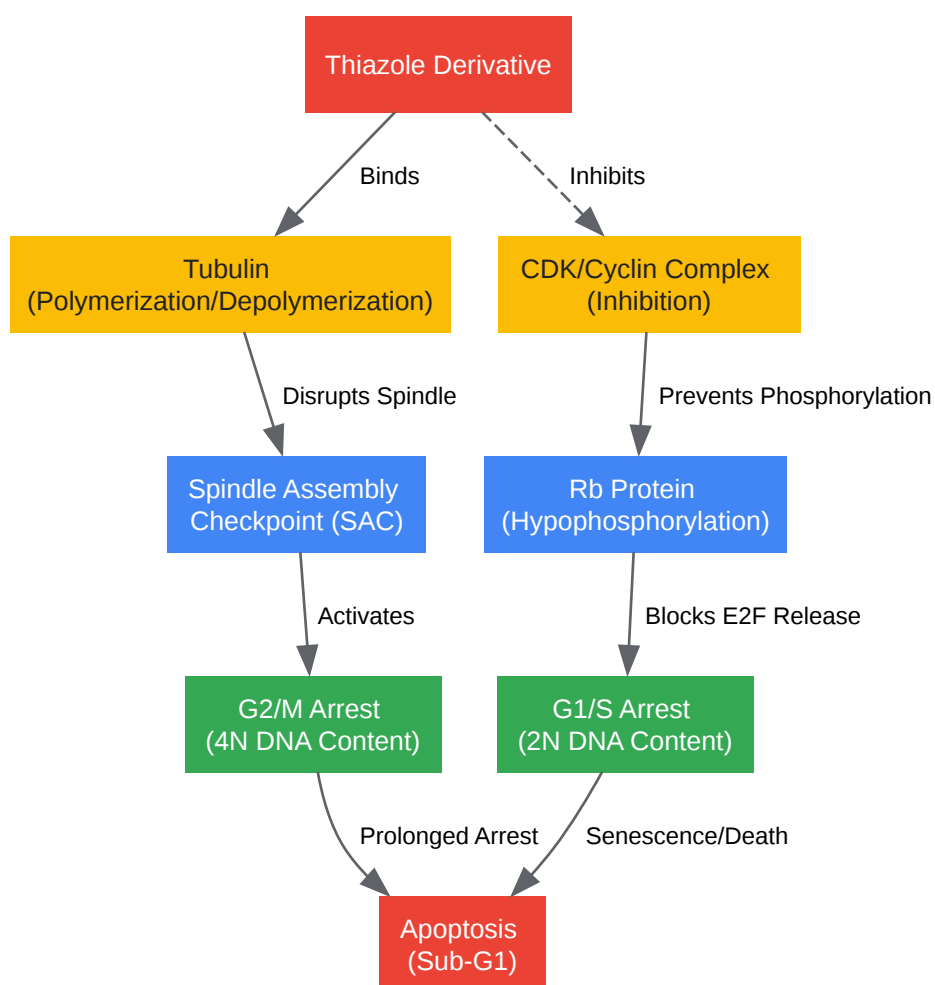 Thiazole Derivative
Binds
Inhibits
Tubulin
(Polymerization/Depolymerization)
CDK/Cyclin Complex
(Inhibition)
Disrupts Spindle
Prevents Phosphorylation
Spindle Assembly
Checkpoint (SAC)
Rb Protein
(Hypophosphorylation)
Activates
Blocks E2F Release
G2/M Arrest
(4N DNA Content)
G1/S Arrest
(2N DNA Content)
Prolonged Arrest
Senescence/Death
Apoptosis
(Sub-G1)